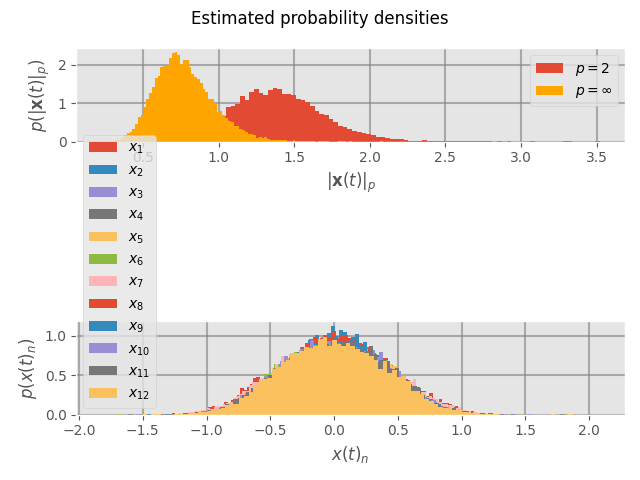 Estimated probability densities
p(|𝐱(t)|ₚ)
2
1
0
p = 2
p = ∞
0.5 1.0 1.5 2.0 2.5 3.0 3.5
|𝐱(t)|ₚ
x₁
x₂
x₃
x₄
x₅
x₆
x₇
x₈
x₉
x₁₀
x₁₁
x₁₂
p(x(t)ₙ)
1.0
0.5
0.0
−2.0 −1.5 −1.0 −0.5 0.0 0.5 1.0 1.5 2.0
x(t)ₙ